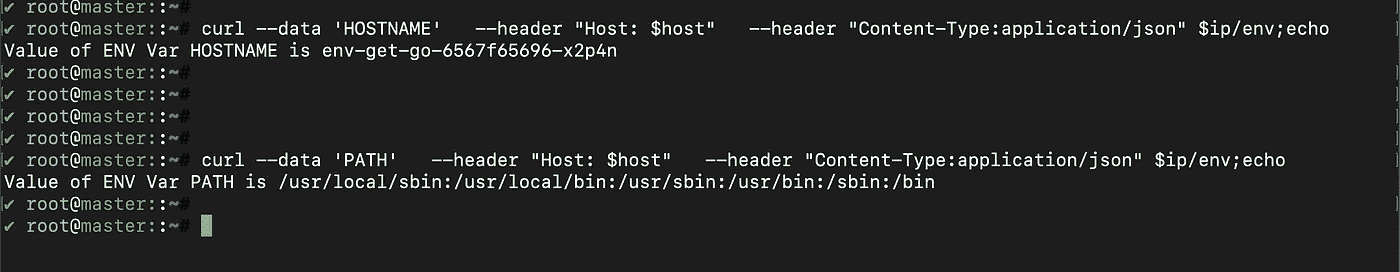 ✔ root@master::~#
✔ root@master::~# curl --data 'HOSTNAME'   --header "Host: $host"   --header "Content-Type:application/json" $ip/env;echo
Value of ENV Var HOSTNAME is env-get-go-6567f65696-x2p4n
✔ root@master::~#
✔ root@master::~#
✔ root@master::~#
✔ root@master::~#
✔ root@master::~# curl --data 'PATH'   --header "Host: $host"   --header "Content-Type:application/json" $ip/env;echo
Value of ENV Var PATH is /usr/local/sbin:/usr/local/bin:/usr/sbin:/usr/bin:/sbin:/bin
✔ root@master::~#
✔ root@master::~#